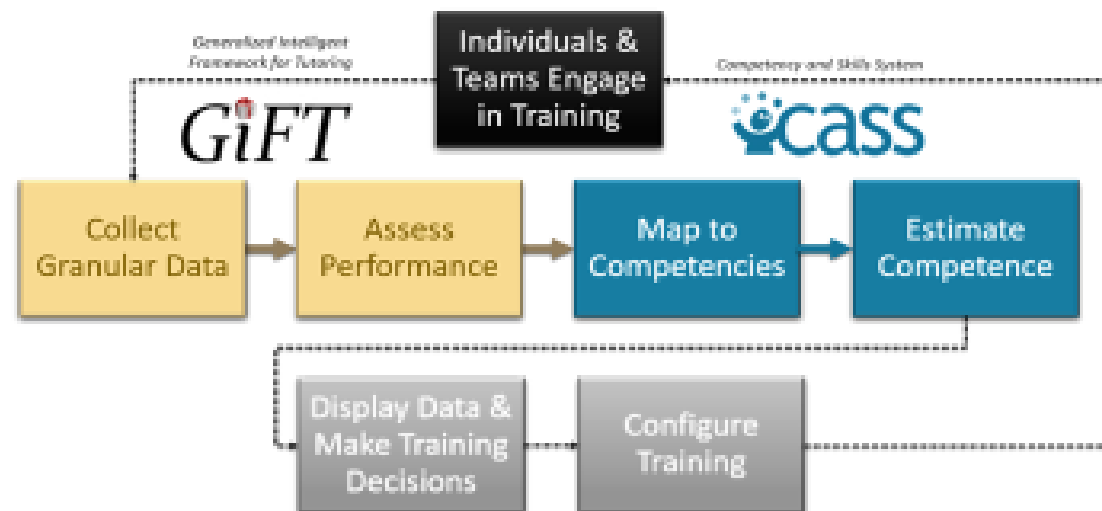 Generalized Intelligent
Framework for Tutoring
GiFT
Individuals &
Teams Engage
in Training
Competency and Skills System
cass
Collect
Granular Data
Assess
Performance
Map to
Competencies
Estimate
Competence
Display Data &
Make Training
Decisions
Configure
Training